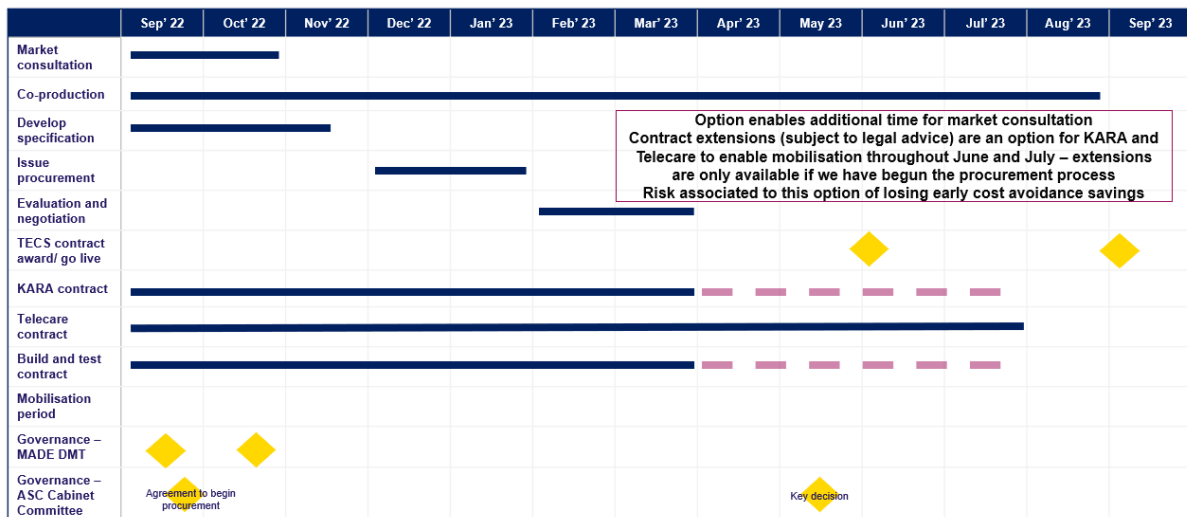 Sep’ 22 Oct’ 22 Nov’ 22 Dec’ 22 Jan’ 23 Feb’ 23 Mar’ 23 Apr’ 23 May’ 23 Jun’ 23 Jul’ 23 Aug’ 23 Sep’ 23
Market
consultation
Co-production
Develop
specification
Option enables additional time for market consultation
Contract extensions (subject to legal advice) are an option for KARA and
Telecare to enable mobilisation throughout June and July – extensions
are only available if we have begun the procurement process
Risk associated to this option of losing early cost avoidance savings
Issue
procurement
Evaluation and
negotiation
TECS contract
award/ go live
KARA contract
Telecare
contract
Build and test
contract
Mobilisation
period
Governance –
MADE DMT
Governance –
ASC Cabinet
Committee
Agreement to begin
procurement
Key decision